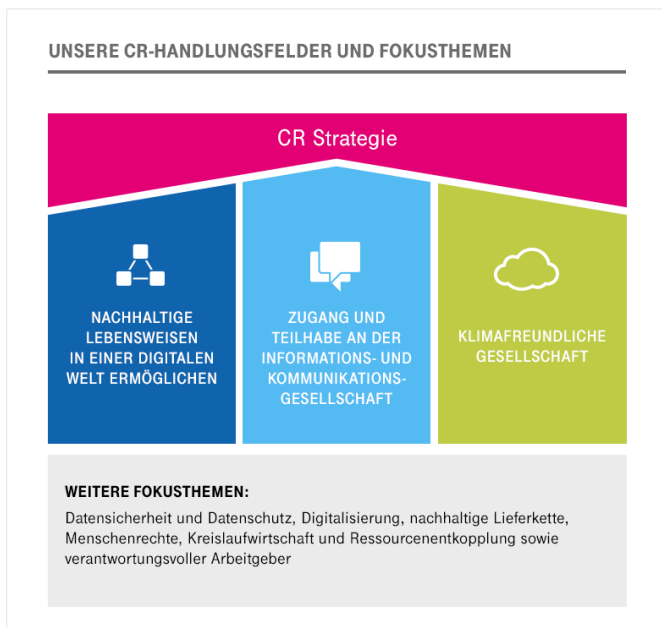 UNSERE CR-HANDLUNGSFELDER UND FOKUSTHEMEN
CR Strategie
NACHHALTIGE
LEBENSWEISEN
IN EINER DIGITALEN
WELT ERMÖGLICHEN
ZUGANG UND
TEILHABE AN DER
INFORMATIONS- UND
KOMMUNIKATIONS-
GESELLSCHAFT
KLIMAFREUNDLICHE
GESELLSCHAFT
WEITERE FOKUSTHEMEN:
Datensicherheit und Datenschutz, Digitalisierung, nachhaltige Lieferkette,
Menschenrechte, Kreislaufwirtschaft und Ressourcenentkopplung sowie
verantwortungsvoller Arbeitgeber